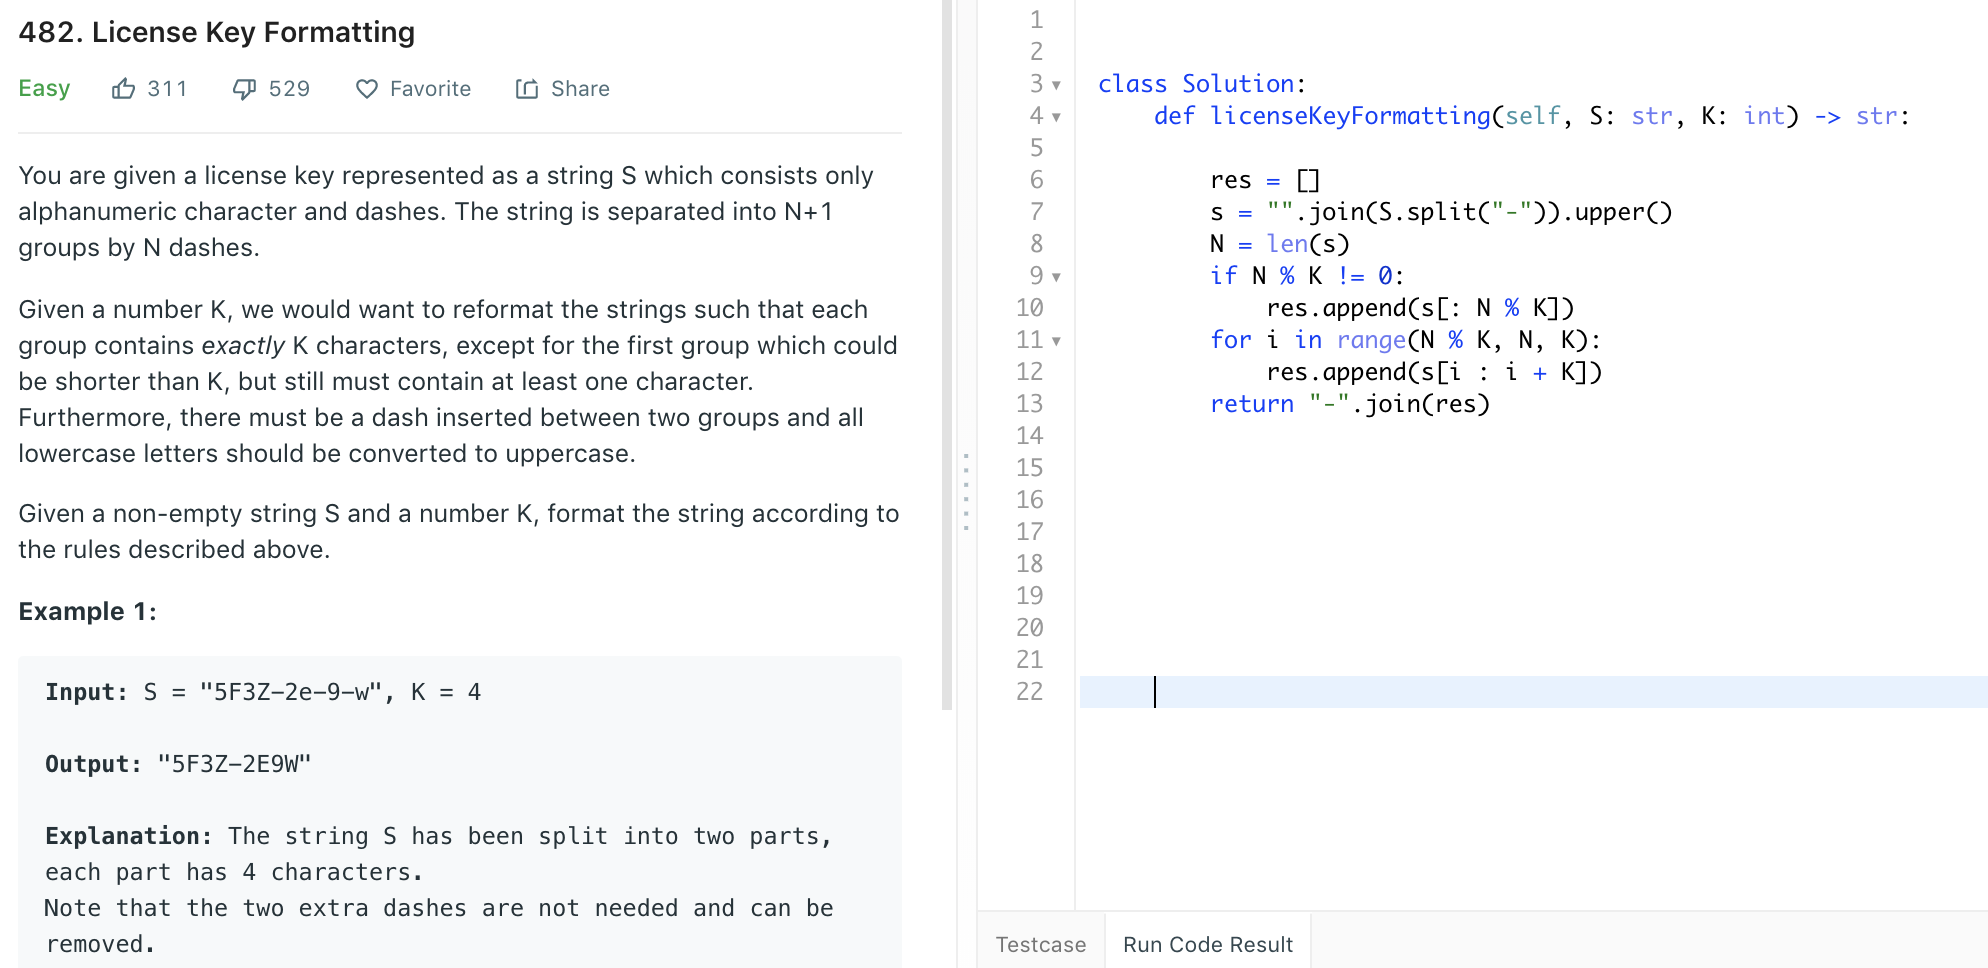 482. License Key Formatting
Easy 311 529 Favorite Share
You are given a license key represented as a string S which consists only
alphanumeric character and dashes. The string is separated into N+1
groups by N dashes.
Given a number K, we would want to reformat the strings such that each
group contains exactly K characters, except for the first group which could
be shorter than K, but still must contain at least one character.
Furthermore, there must be a dash inserted between two groups and all
lowercase letters should be converted to uppercase.
Given a non-empty string S and a number K, format the string according to
the rules described above.
Example 1:
Input: S = "5F3Z-2e-9-w", K = 4
Output: "5F3Z-2E9W"
Explanation: The string S has been split into two parts,
each part has 4 characters.
Note that the two extra dashes are not needed and can be
removed.
1
2
3 class Solution:
4     def licenseKeyFormatting(self, S: str, K: int) -> str:
5
6         res = []
7         s = "".join(S.split("-")).upper()
8         N = len(s)
9         if N % K != 0:
10             res.append(s[: N % K])
11         for i in range(N % K, N, K):
12             res.append(s[i : i + K])
13         return "-".join(res)
14
15
16
17
18
19
20
21
22
Testcase Run Code Result